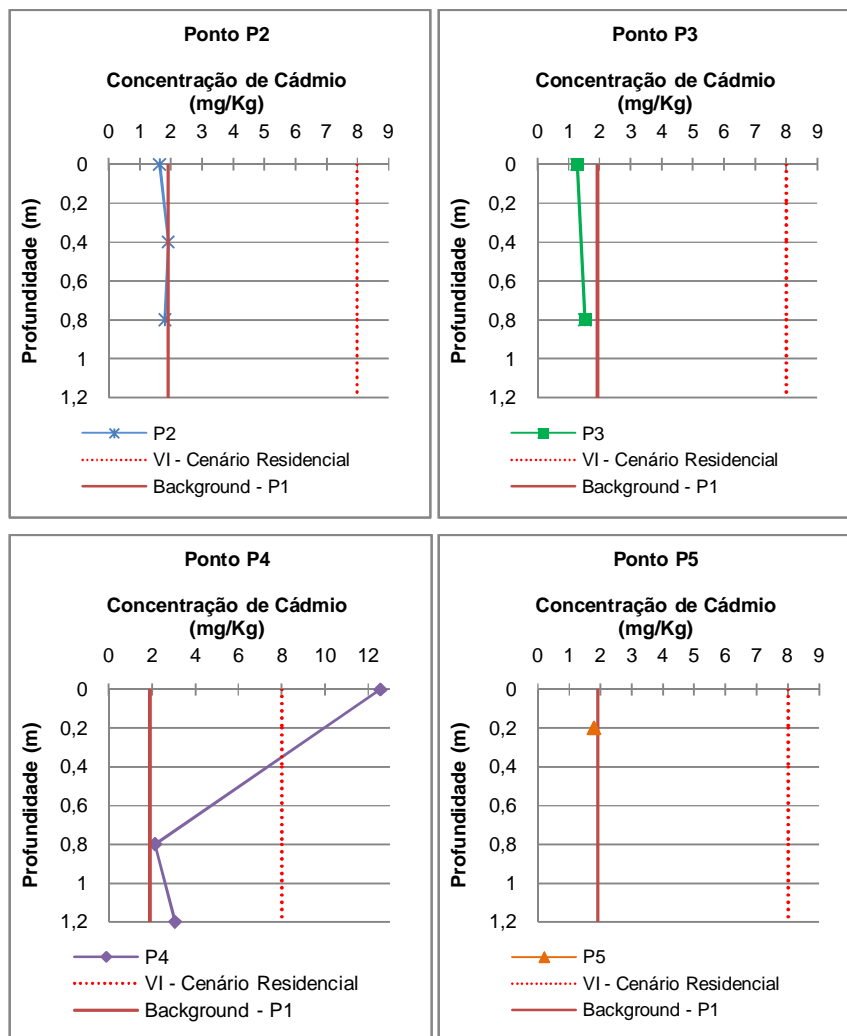 Ponto P2
Concentração de Cádmio
(mg/Kg)
0 1 2 3 4 5 6 7 8 9
Profundidade (m)
0
0,2
0,4
0,6
0,8
1
1,2
P2
VI - Cenário Residencial
Background - P1
Ponto P3
Concentração de Cádmio
(mg/Kg)
0 1 2 3 4 5 6 7 8 9
Profundidade (m)
0
0,2
0,4
0,6
0,8
1
1,2
P3
VI - Cenário Residencial
Background - P1
Ponto P4
Concentração de Cádmio
(mg/Kg)
0 2 4 6 8 10 12
Profundidade (m)
0
0,2
0,4
0,6
0,8
1
1,2
P4
VI - Cenário Residencial
Background - P1
Ponto P5
Concentração de Cádmio
(mg/Kg)
0 1 2 3 4 5 6 7 8 9
Profundidade (m)
0
0,2
0,4
0,6
0,8
1
1,2
P5
VI - Cenário Residencial
Background - P1